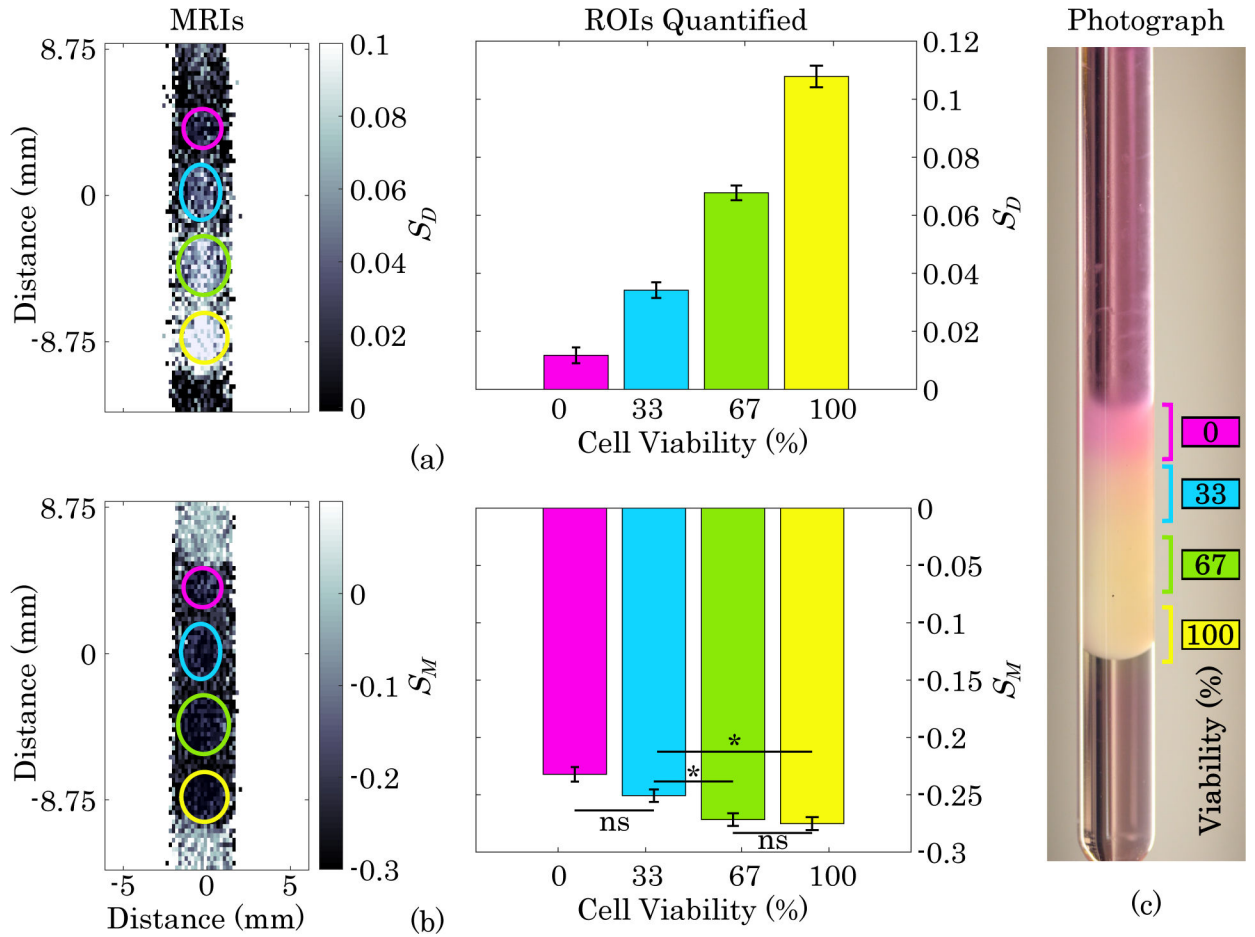 MRIs
ROIs Quantified
Photograph
8.75
0
-8.75
Distance (mm)
0.1
0.08
0.06
0.04
0.02
0
S_D
0.12
0.1
0.08
0.06
0.04
0.02
0
S_D
0 33 67 100
Cell Viability (%)
(a)
8.75
0
-8.75
Distance (mm)
-5 0 5
Distance (mm)
0
-0.1
-0.2
-0.3
S_M
0
-0.05
-0.1
-0.15
-0.2
-0.25
-0.3
S_M
*
*
ns
ns
0 33 67 100
Cell Viability (%)
(b)
0
33
67
100
Viability (%)
(c)